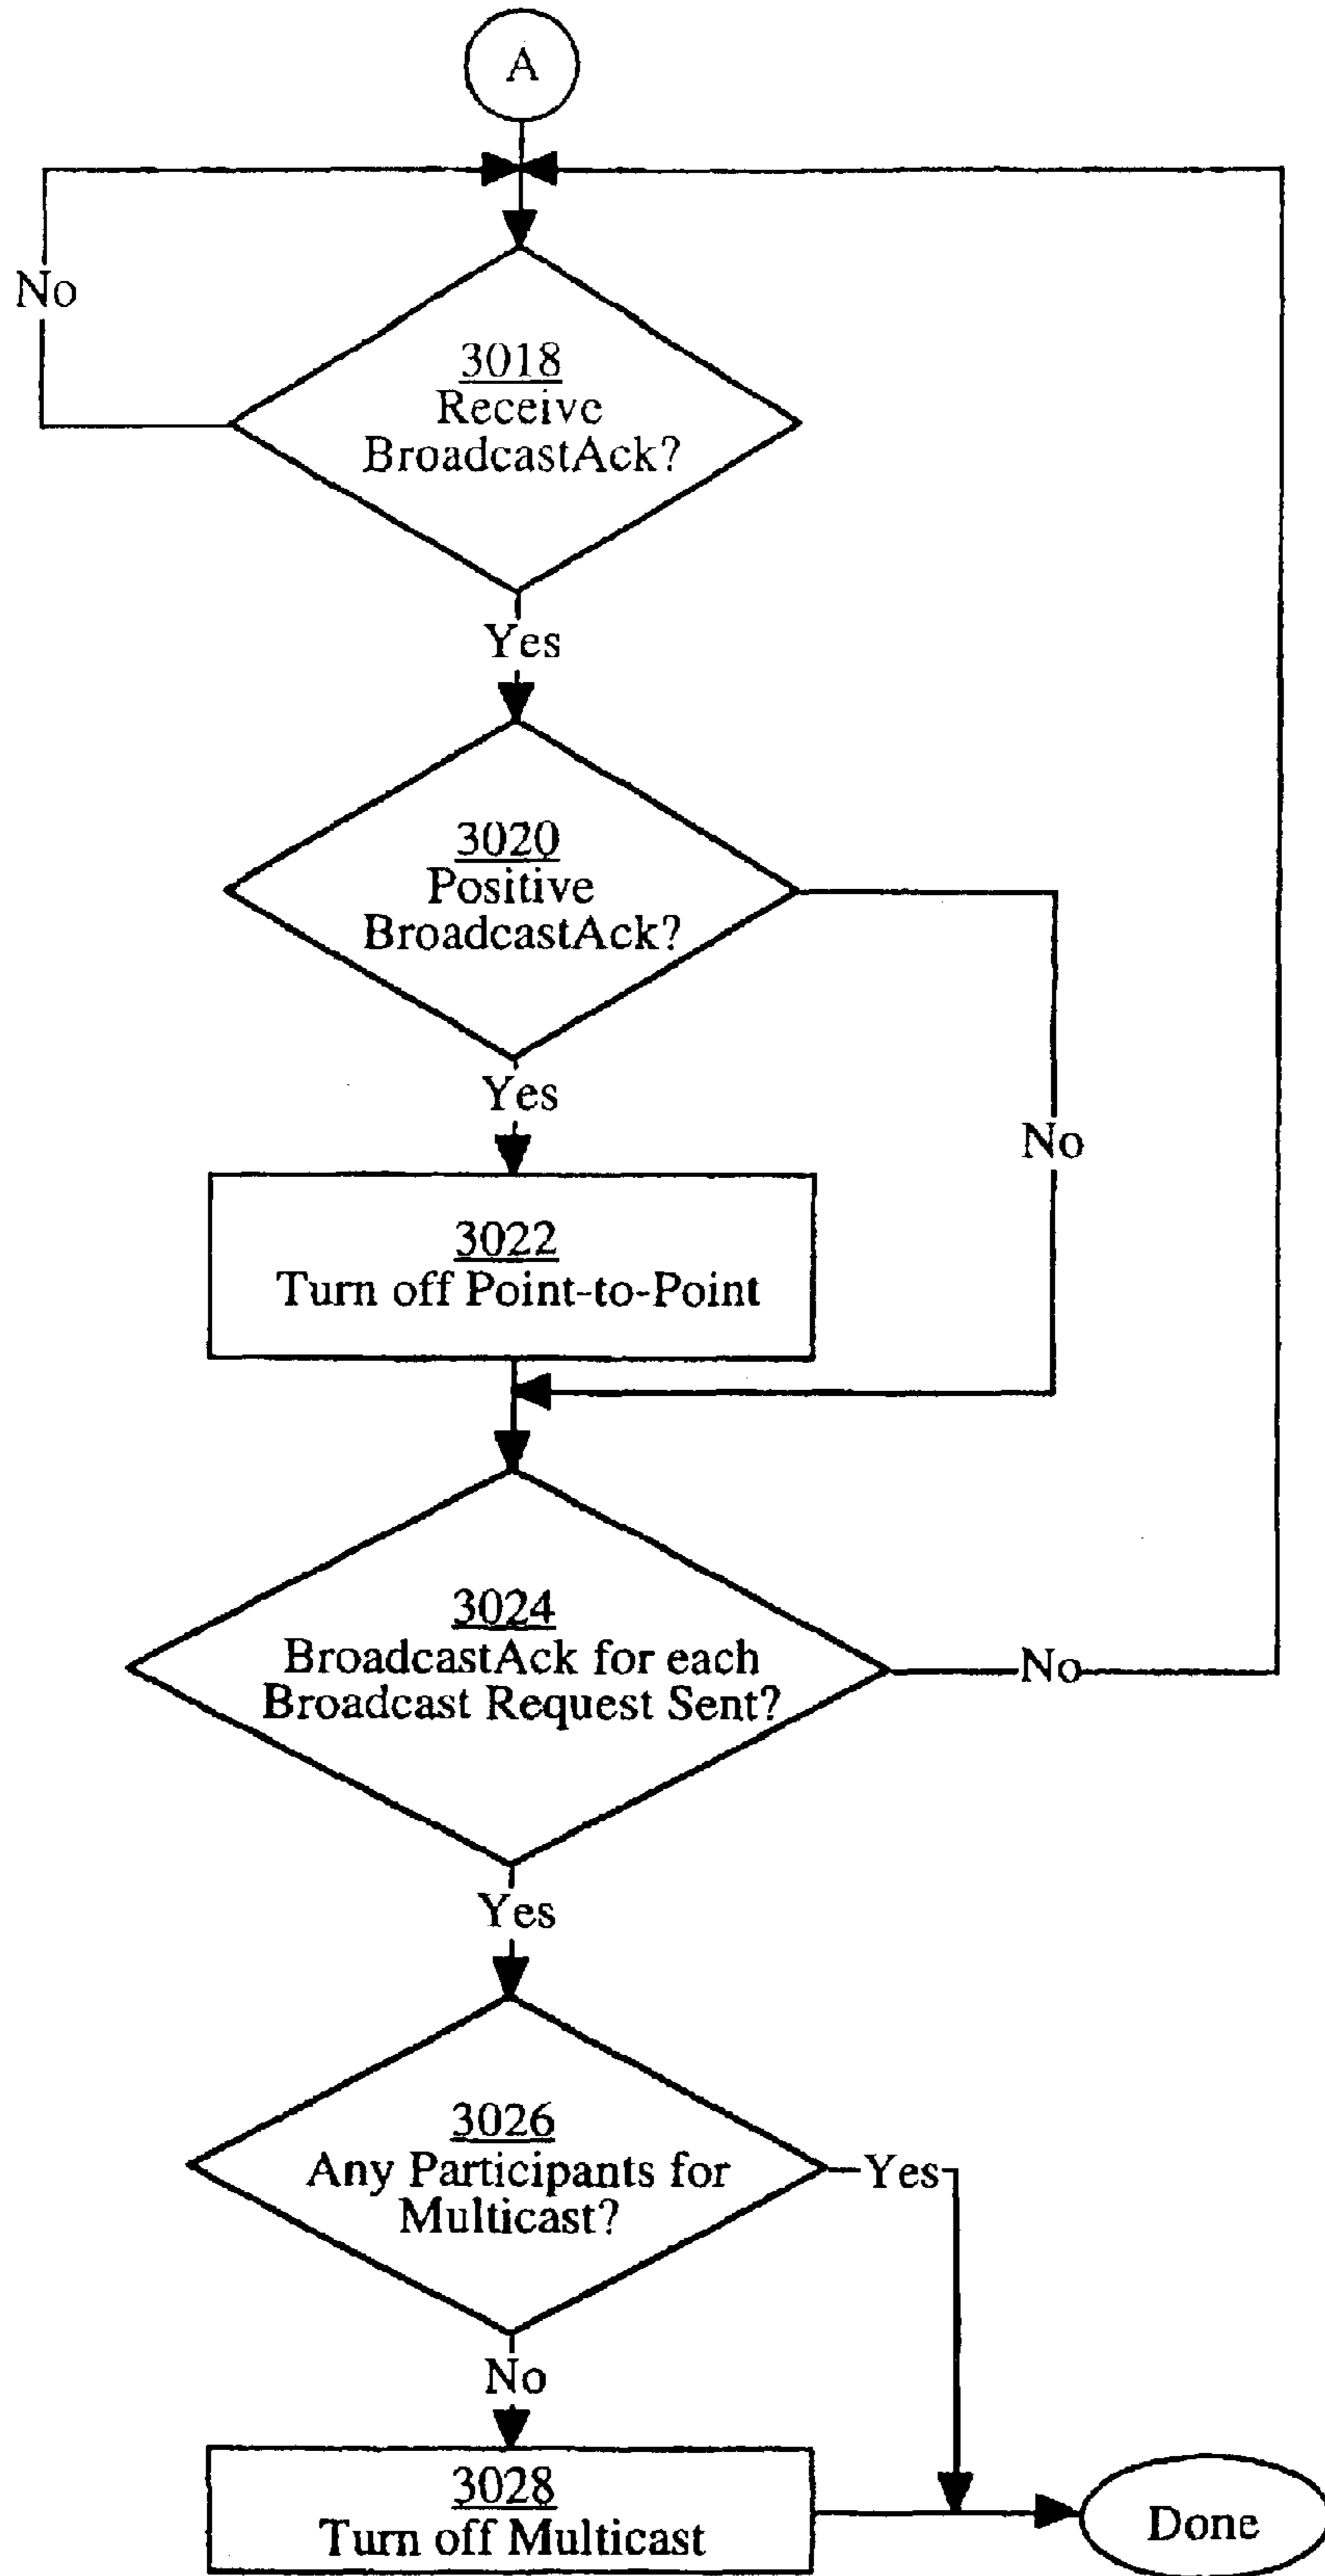 A
No
3018
Receive
BroadcastAck?
Yes
3020
Positive
BroadcastAck?
Yes
No
3022
Turn off Point-to-Point
3024
BroadcastAck for each
Broadcast Request Sent?
No
Yes
3026
Any Participants for
Multicast?
Yes
No
3028
Turn off Multicast
Done